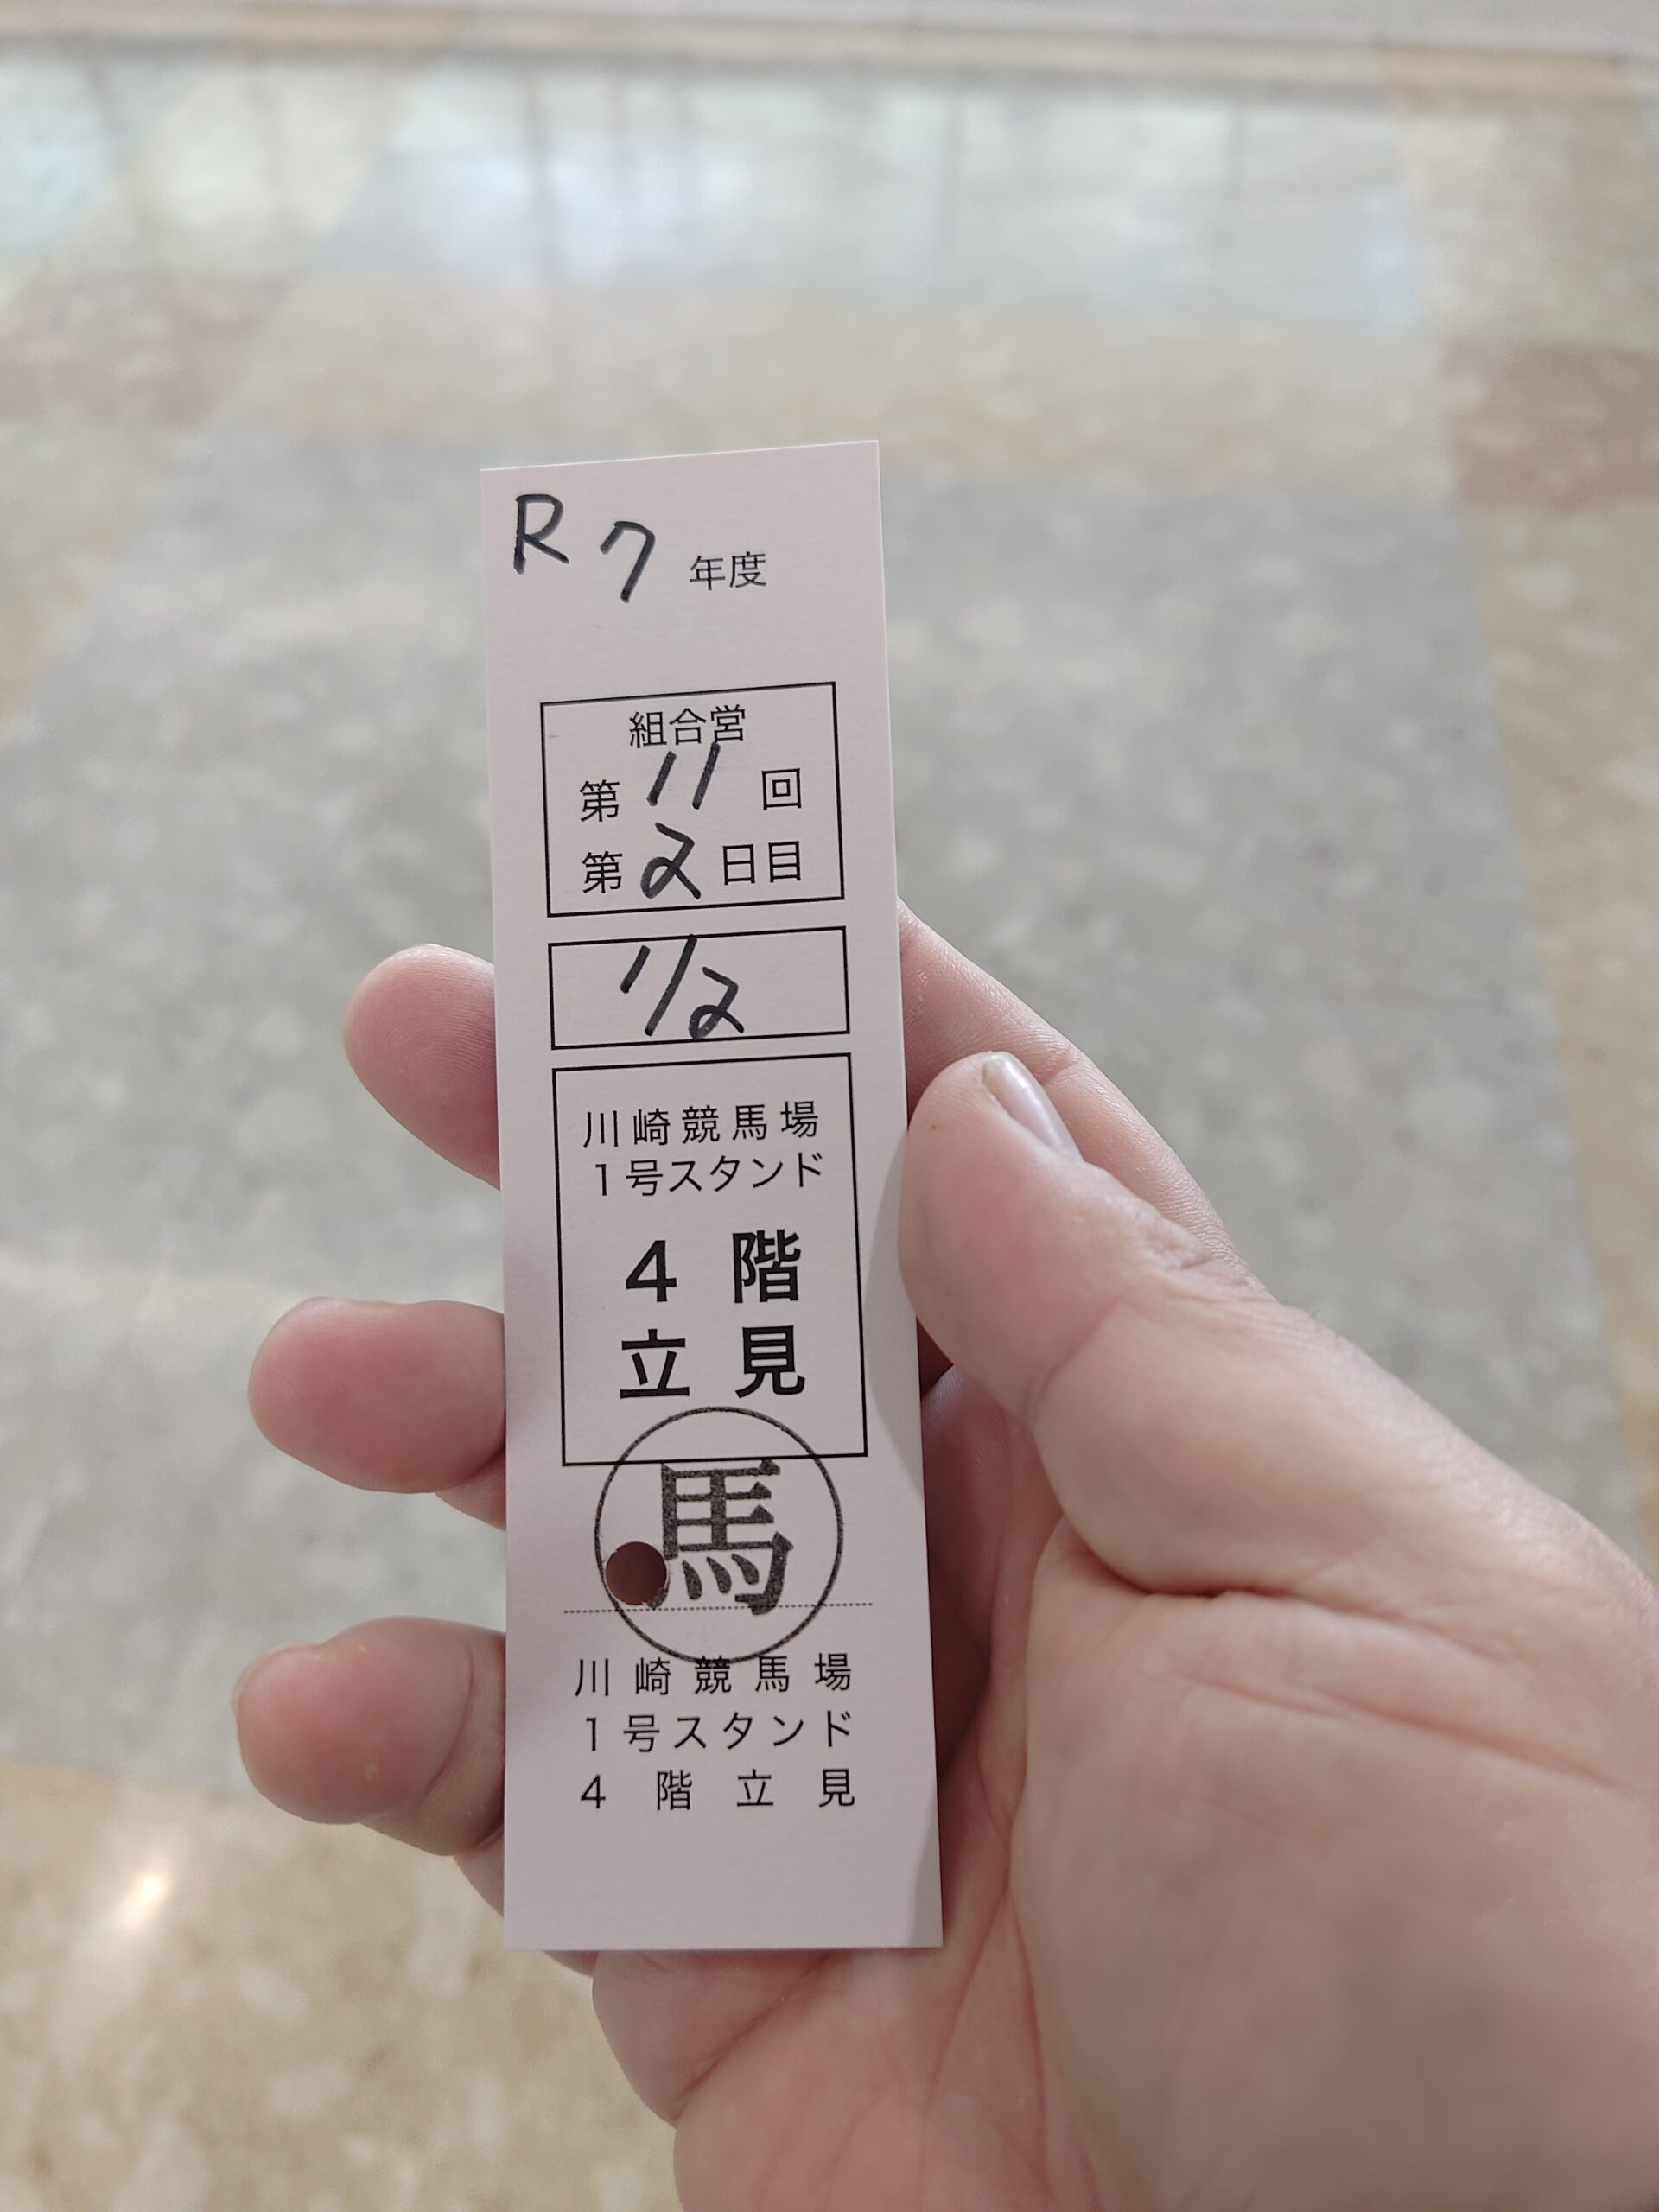 R7年度
組合営
第11回
第2日目
1/2
川崎競馬場
1号スタンド
4階
立見
馬
川崎競馬場
1号スタンド
4階立見